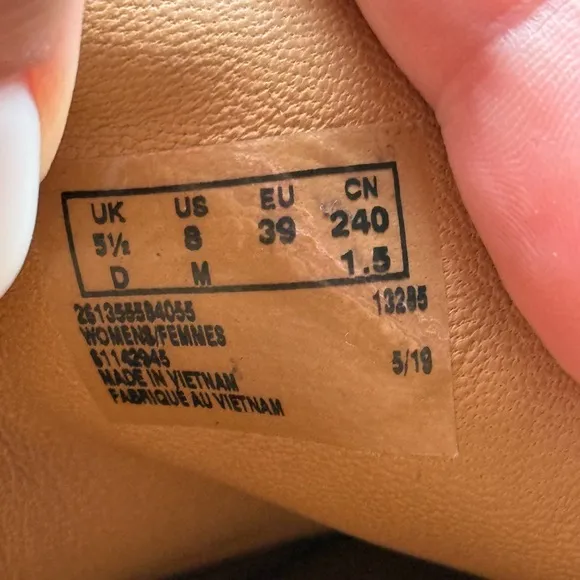 UK US EU CN
5½ 8 39 240
D M 1.5
261355584055 13285
WOMENS/FEMMES
61142945 5/19
MADE IN VIETNAM
FABRIQUE AU VIETNAM